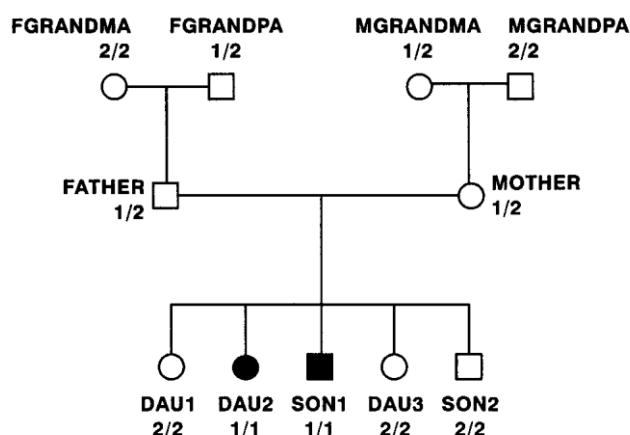 FGRANDMA FGRANDPA MGRANDMA MGRANDPA
2/2 1/2 1/2 2/2
FATHER MOTHER
1/2 1/2
DAU1 DAU2 SON1 DAU3 SON2
2/2 1/1 1/1 2/2 2/2